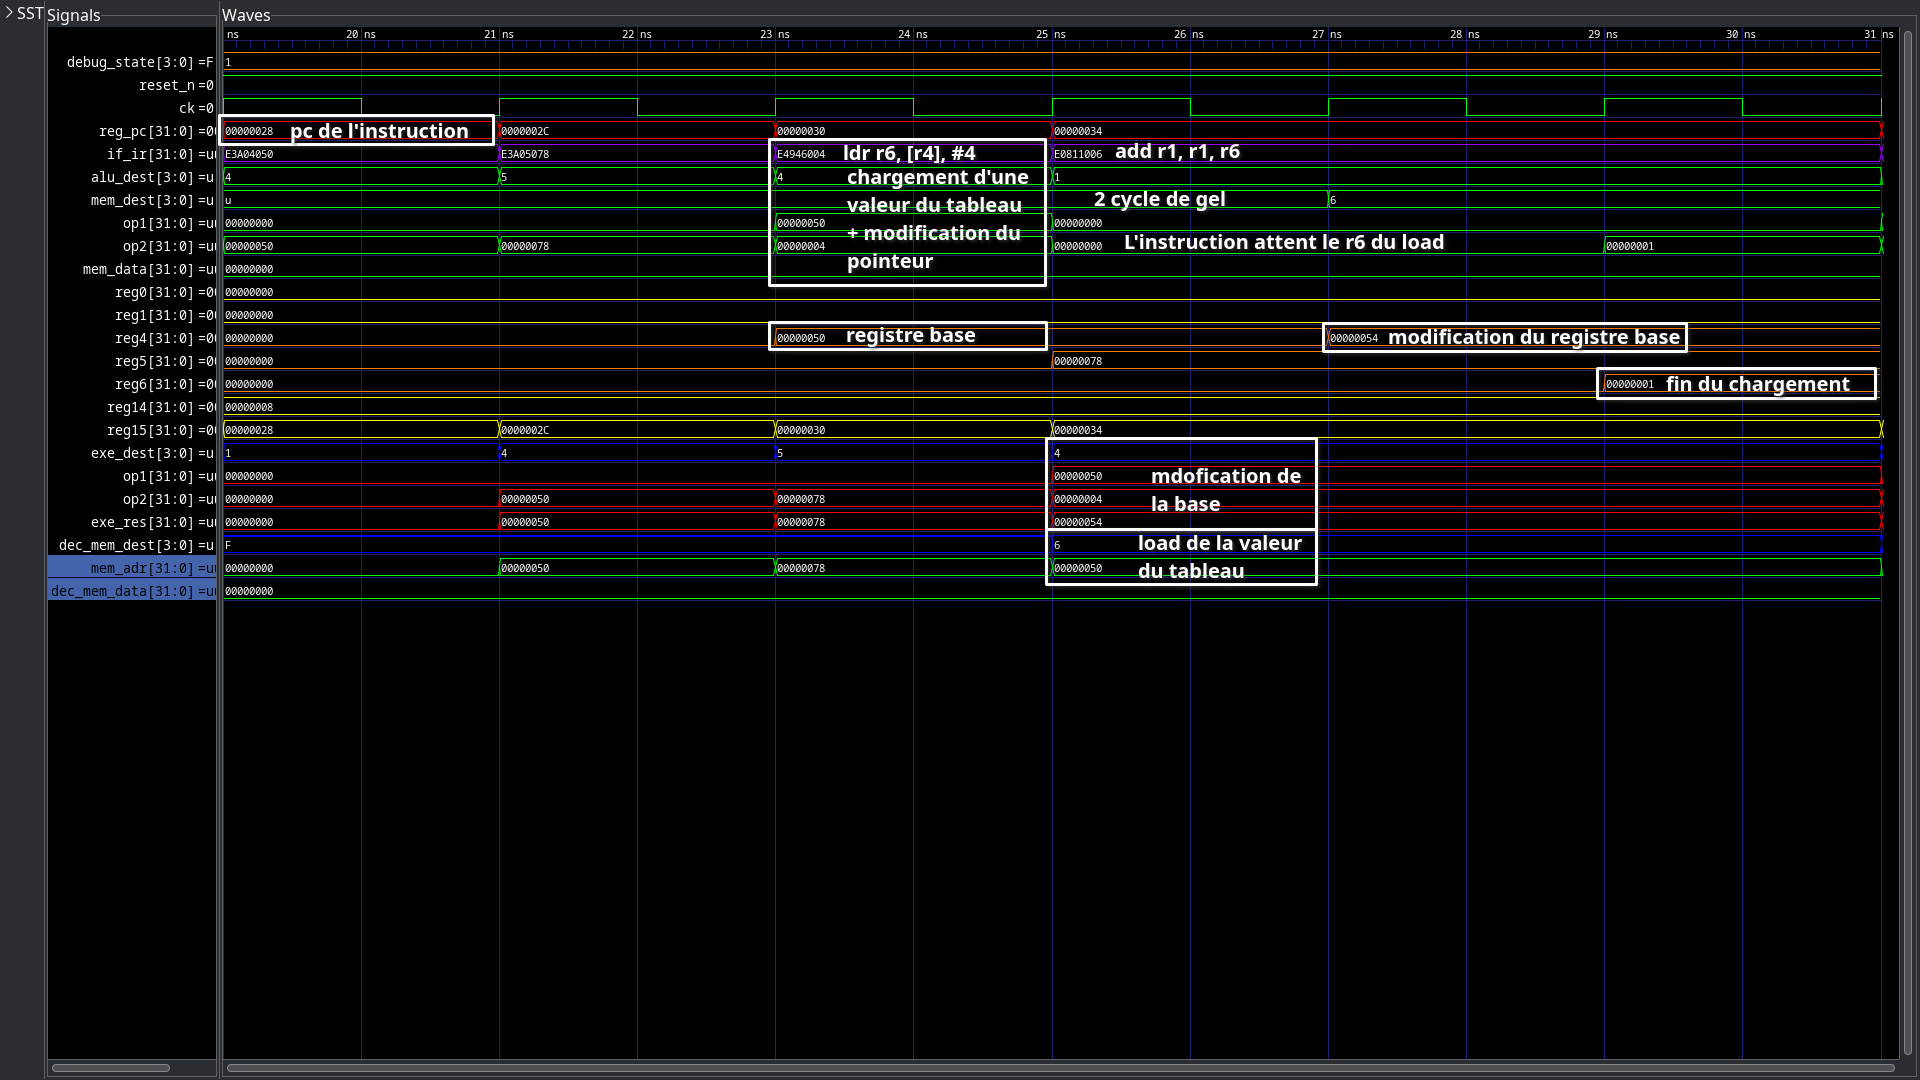 SST
Signals
Waves
ns 20 ns 21 ns 22 ns 23 ns 24 ns 25 ns 26 ns 27 ns 28 ns 29 ns 30 ns 31 ns
debug_state[3:0] =F 1
reset_n =0
ck =0
reg_pc[31:0] =0 00000028 pc de l'instruction 0000002C 00000030 00000034
if_ir[31:0] =u E3A04050 E3A05078 E4946004 ldr r6, [r4], #4 E0811006 add r1, r1, r6
alu_dest[3:0] =u 4 5 4 chargement d'une 1
mem_dest[3:0] =u u valeur du tableau 2 cycle de gel 6
op1[31:0] =u 00000000 00000050 00000000
+ modification du
op2[31:0] =u 00000050 00000078 00000004 00000000 L'instruction attent le r6 du load 00000001
pointeur
mem_data[31:0] =u 00000000
reg0[31:0] =0 00000000
reg1[31:0] =0 00000000
reg4[31:0] =0 00000000 00000050 registre base 00000054 modification du registre base
reg5[31:0] =0 00000000 00000078
reg6[31:0] =0 00000000 00000001 fin du chargement
reg14[31:0] =0 00000008
reg15[31:0] =0 00000028 0000002C 00000030 00000034
exe_dest[3:0] =u 1 4 5 4
op1[31:0] =u 00000000 00000050 mdofication de
op2[31:0] =u 00000000 00000050 00000078 00000004 la base
exe_res[31:0] =u 00000000 00000050 00000078 00000054
dec_mem_dest[3:0] =u F 6 load de la valeur
mem_adr[31:0] =u 00000000 00000050 00000078 00000050 du tableau
dec_mem_data[31:0] =u 00000000